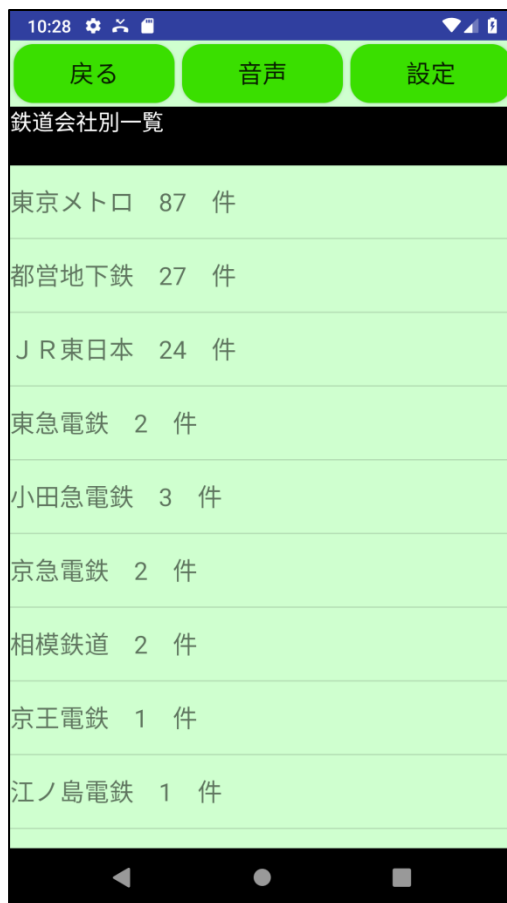 10:28
戻る 音声 設定
鉄道会社別一覧
東京メトロ　87　件
都営地下鉄　27　件
ＪＲ東日本　24　件
東急電鉄　2　件
小田急電鉄　3　件
京急電鉄　2　件
相模鉄道　2　件
京王電鉄　1　件
江ノ島電鉄　1　件